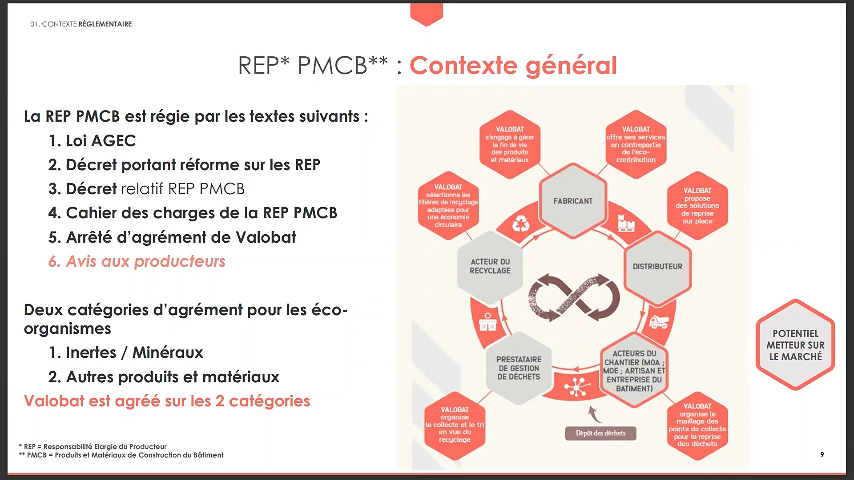 01. CONTEXTE RÉGLEMENTAIRE
REP* PMCB** : Contexte général
La REP PMCB est régie par les textes suivants :
1. Loi AGEC
2. Décret portant réforme sur les REP
3. Décret relatif REP PMCB
4. Cahier des charges de la REP PMCB
5. Arrêté d'agrément de Valobat
6. Avis aux producteurs
Deux catégories d'agrément pour les éco-
organismes
1. Inertes / Minéraux
2. Autres produits et matériaux
Valobat est agréé sur les 2 catégories
* REP = Responsabilité Elargie du Producteur
** PMCB = Produits et Matériaux de Construction du Bâtiment
VALOBAT
s'engage à gérer
la fin de vie
des produits
et matériaux
VALOBAT
offre ses services
en contrepartie
de l'éco-
contribution
VALOBAT
sélectionne les
filières de recyclage
adaptées pour
une économie
circulaire
FABRICANT
VALOBAT
propose
des solutions
de reprise
sur place
ACTEUR DU
RECYCLAGE
DISTRIBUTEUR
PRESTATAIRE
DE GESTION
DE DÉCHETS
ACTEURS DU
CHANTIER (MOA ;
MOE ; ARTISAN ET
ENTREPRISE DU
BATIMENT)
VALOBAT
organise
la collecte et le tri
en vue du
recyclage
Dépôt des déchets
VALOBAT
organise le
maillage des
points de collecte
pour la reprise
des déchets
POTENTIEL
METTEUR SUR
LE MARCHÉ
9